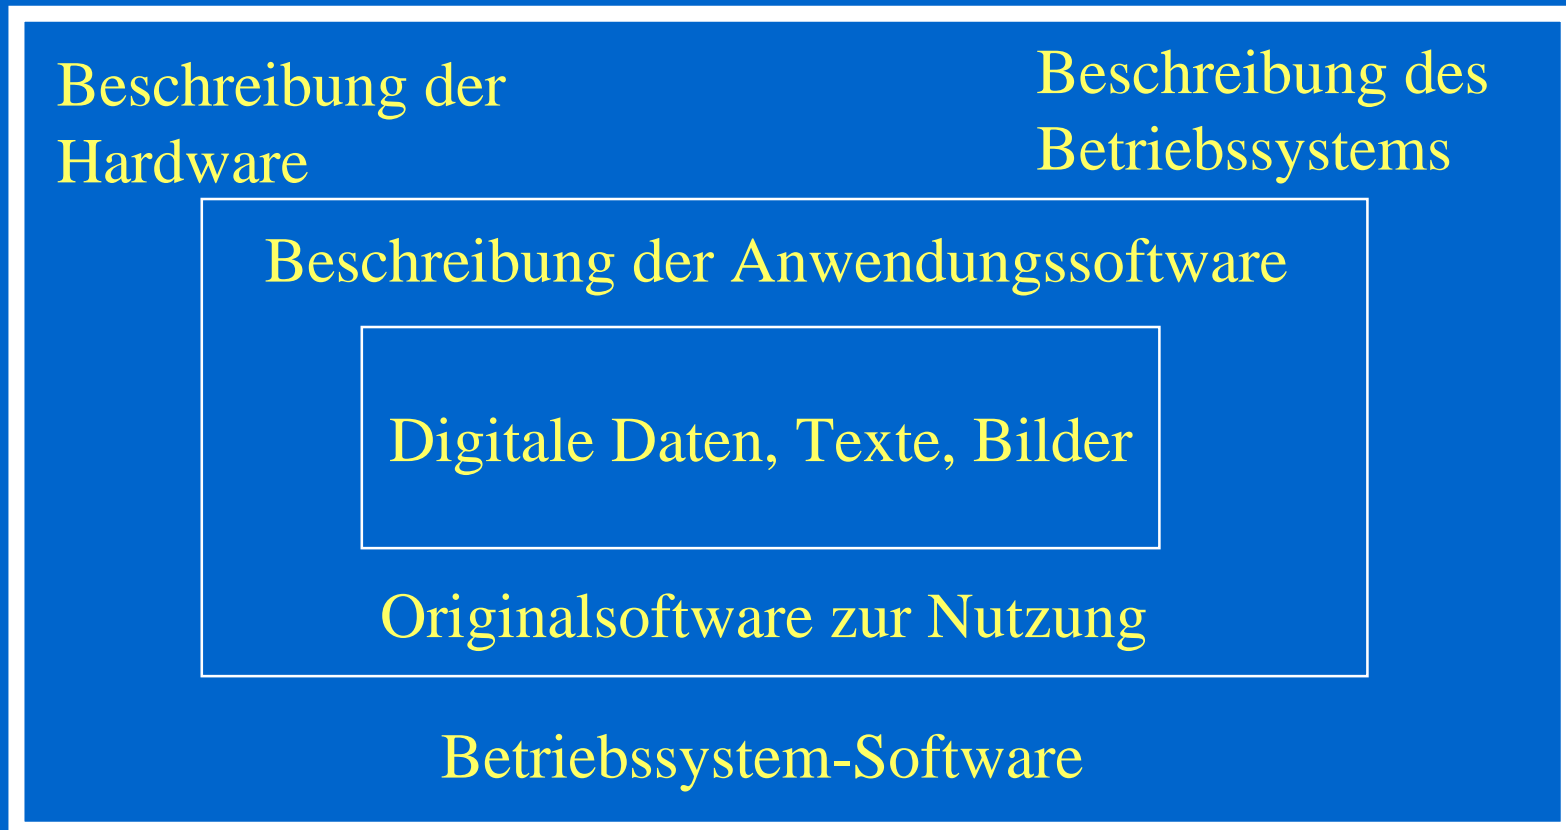 Beschreibung der
Hardware
Beschreibung des
Betriebssystems
Beschreibung der Anwendungssoftware
Digitale Daten, Texte, Bilder
Originalsoftware zur Nutzung
Betriebssystem-Software